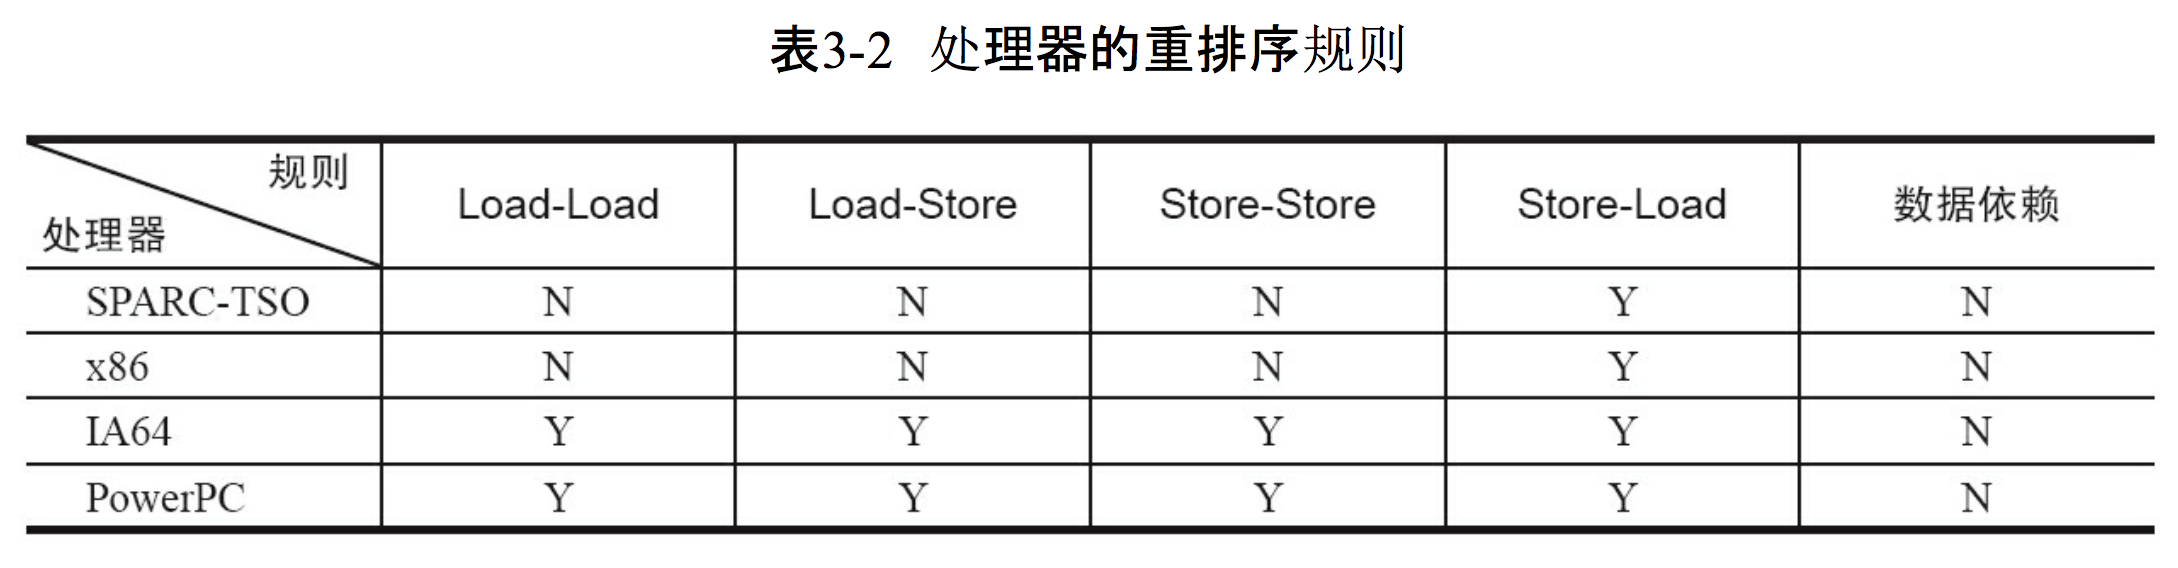 表3-2 处理器的重排序规则
规则
处理器 Load-Load Load-Store Store-Store Store-Load 数据依赖
SPARC-TSO N N N Y N
x86 N N N Y N
IA64 Y Y Y Y N
PowerPC Y Y Y Y N